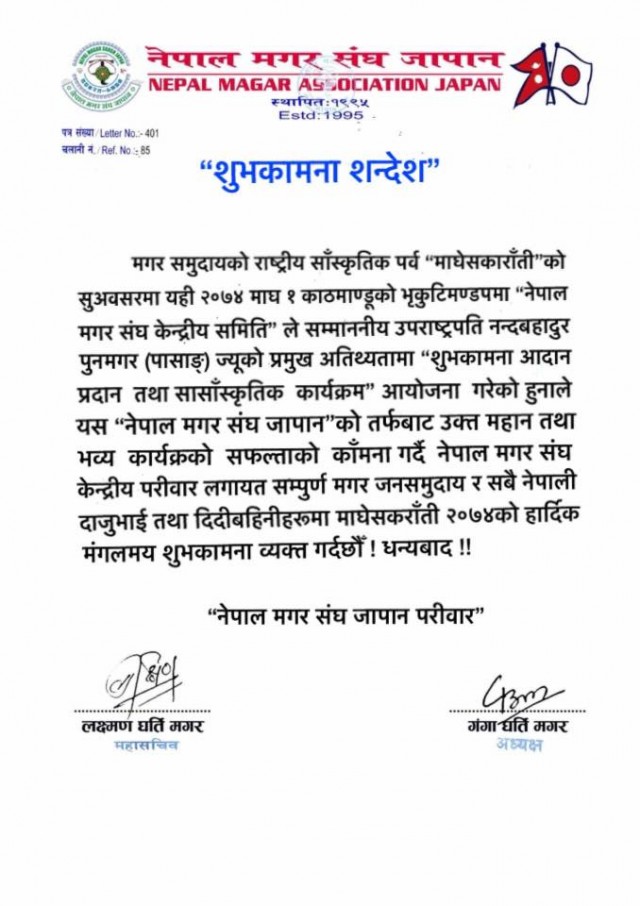 नेपाल मगर संघ जापान
NEPAL MAGAR ASSOCIATION JAPAN
स्थापित:१९९५
Estd:1995
पत्र संख्या/Letter No.:- 401
चलानी नं./Ref. No.:- 85
“शुभकामना शन्देश”
मगर समुदायको राष्ट्रीय साँस्कृतिक पर्व “माघेसकाराँती”को
सुअवसरमा यही २०७४ माघ १ काठमाण्डूको भृकुटिमण्डपमा “नेपाल
मगर संघ केन्द्रीय समिति” ले सम्माननीय उपराष्ट्रपति नन्दबहादुर
पुनमगर (पासाङ्) ज्यूको प्रमुख अतिथ्यतामा “शुभकामना आदान
प्रदान तथा सासाँस्कृतिक कार्यक्रम” आयोजना गरेको हुनाले
यस “नेपाल मगर संघ जापान”को तर्फबाट उक्त महान तथा
भव्य कार्यक्रको सफल्ताको काँमना गर्दै नेपाल मगर संघ
केन्द्रीय परीवार लगायत सम्पुर्ण मगर जनसमुदाय र सबै नेपाली
दाजुभाई तथा दिदीबहिनीहरूमा माघेसकराँती २०७४को हार्दिक
मंगलमय शुभकामना व्यक्त गर्दछौँ ! धन्यबाद !!
“नेपाल मगर संघ जापान परीवार”
लक्ष्मण घर्ति मगर
महासचिव
गंगा घर्ति मगर
अध्यक्ष